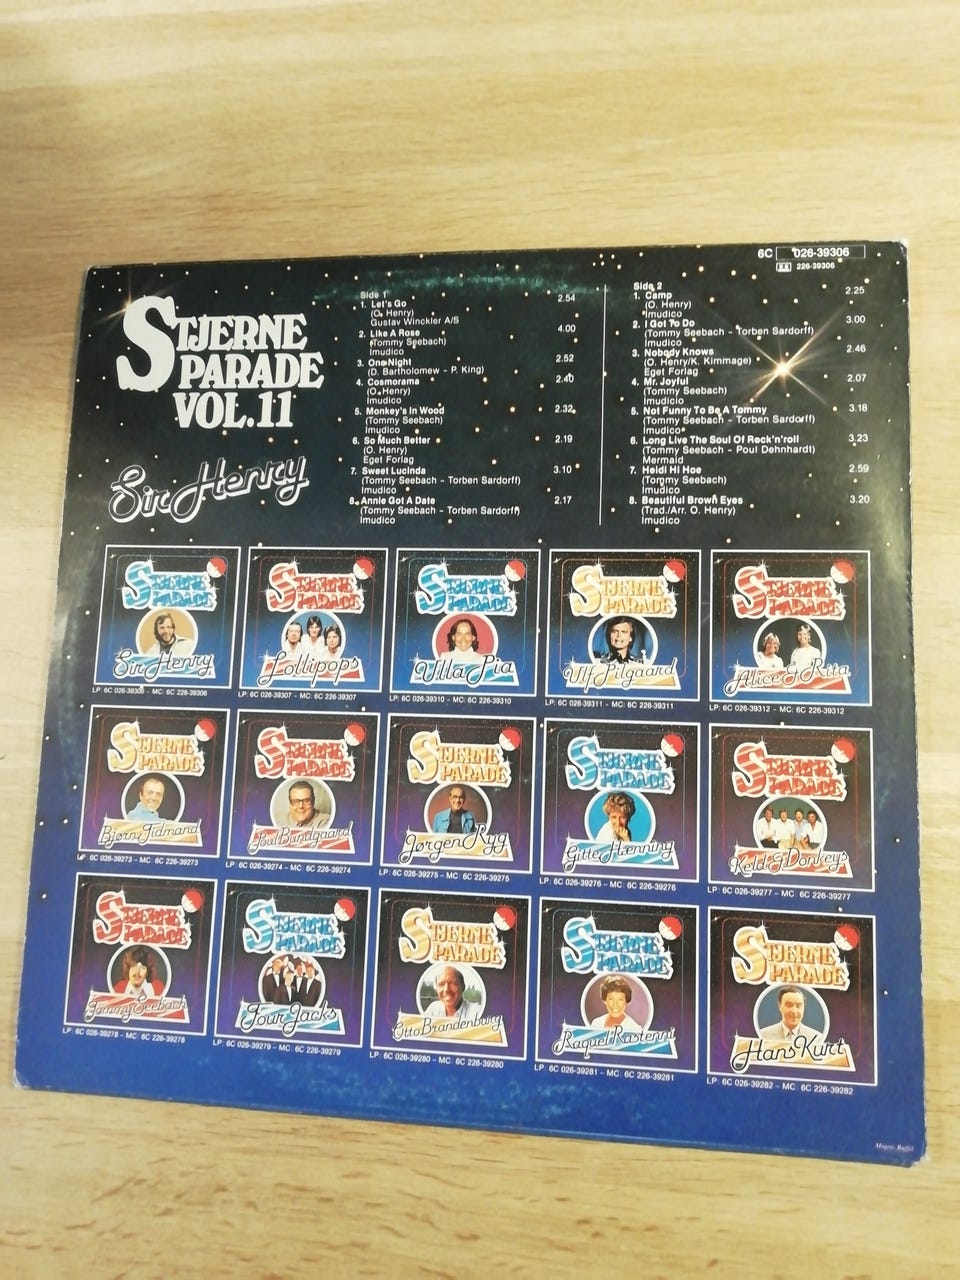 6C 026-39306
226-39306
STJERNE
PARADE
VOL.11
Sir Henry
Side 1
1. Let's Go 2.54
(O. Henry)
Gustav Winckler A/S
2. Like A Rose 4.00
(Tommy Seebach)
Imudico
3. One Night 2.52
(D. Bartholomew - P. King)
4. Cosmorama 2.40
(O. Henry)
Imudico
5. Monkey's In Wood 2.32
(Tommy Seebach)
Imudico
6. So Much Better 2.19
(O. Henry)
Eget Forlag
7. Sweet Lucinda 3.10
(Tommy Seebach - Torben Sardorff)
Imudico
8. Annie Got A Date 2.17
(Tommy Seebach - Torben Sardorff)
Imudico
Side 2
1. Camp 2.25
(O. Henry)
Imudico
2. I Got To Do 3.00
(Tommy Seebach - Torben Sardorff)
Imudico
3. Nobody Knows 2.46
(O. Henry/K. Kimmage)
Eget Forlag
4. Mr. Joyful 2.07
(Tommy Seebach)
Imudico
5. Not Funny To Be A Tommy 3.18
(Tommy Seebach - Torben Sardorff)
Imudico
6. Long Live The Soul Of Rock'n'roll 3.23
(Tommy Seebach - Poul Dehnhardt)
Mermaid
7. Heidi Hi Hoe 2.59
(Tommy Seebach)
Imudico
8. Beautiful Brown Eyes 3.20
(Trad./Arr. O. Henry)
Imudico
STJERNE PARADE
Sir Henry
LP: 6C 026-39306 - MC: 6C 226-39306
STJERNE PARADE
Lollipops
LP: 6C 026-39307 - MC: 6C 226-39307
STJERNE PARADE
Ulla Pia
LP: 6C 026-39310 - MC: 6C 226-39310
STJERNE PARADE
Ulf Pilgaard
LP: 6C 026-39311 - MC: 6C 226-39311
STJERNE PARADE
Alice & Rita
LP: 6C 026-39312 - MC: 6C 226-39312
STJERNE PARADE
Bjørn Tidmand
LP: 6C 026-39273 - MC: 6C 226-39273
STJERNE PARADE
Poul Bundgaard
LP: 6C 026-39274 - MC: 6C 226-39274
STJERNE PARADE
Jørgen Ryg
LP: 6C 026-39275 - MC: 6C 226-39275
STJERNE PARADE
Gitte Hænning
LP: 6C 026-39276 - MC: 6C 226-39276
STJERNE PARADE
Keld & Donkeys
LP: 6C 026-39277 - MC: 6C 226-39277
STJERNE PARADE
Tommy Seebach
LP: 6C 026-39278 - MC: 6C 226-39278
STJERNE PARADE
Four Jacks
LP: 6C 026-39279 - MC: 6C 226-39279
STJERNE PARADE
Otto Brandenburg
LP: 6C 026-39280 - MC: 6C 226-39280
STJERNE PARADE
Raquel Rastenni
LP: 6C 026-39281 - MC: 6C 226-39281
STJERNE PARADE
Hans Kurt
LP: 6C 026-39282 - MC: 6C 226-39282